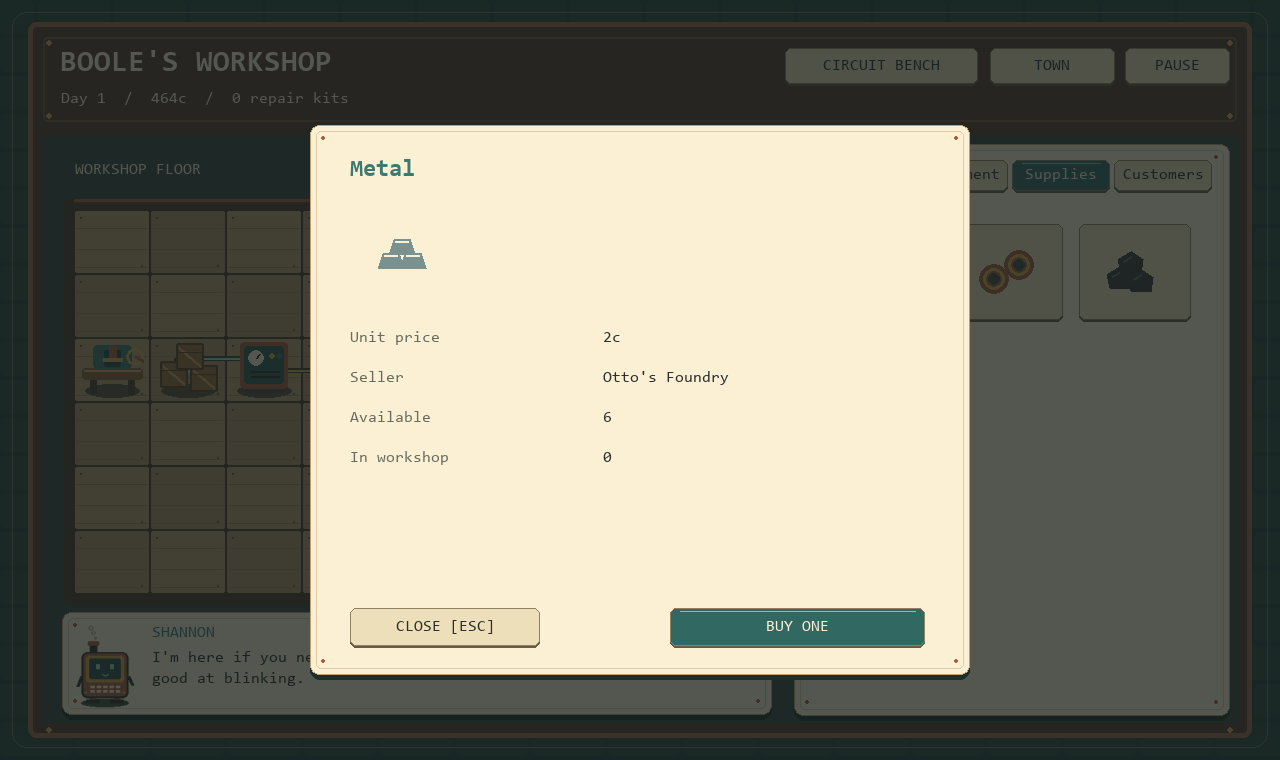 BOOLE'S WORKSHOP
Day 1 / 464c / 0 repair kits
CIRCUIT BENCH
TOWN
PAUSE
WORKSHOP FLOOR
Supplies
Customers
Metal
Unit price 2c
Seller Otto's Foundry
Available 6
In workshop 0
CLOSE [ESC]
BUY ONE
SHANNON
I'm here if you
good at blinking.